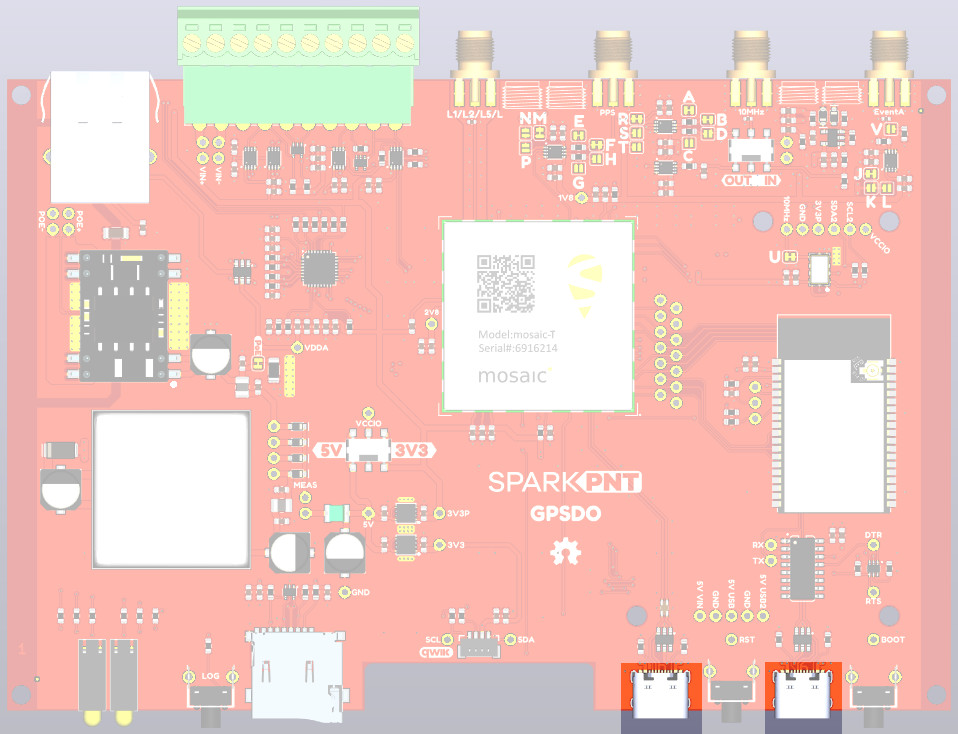 L1/L2/L5/L
PPS
10MHz
EventA
A
B
D
C
R
S
T
N M
P
E
F
H
G
V
J
K L
OUT IN
VIN+
VIN+
POE-
POE+
1V8
10MHz
GND
3V3P
SDA2
SCL2
VCCIO
U
2V8
Model:mosaic-T
Serial#:6916214
mosaic
VDDA
VCCIO
5V 3V3
MEAS
5V
3V3P
3V3
GND
SPARKPNT
GPSDO
RX
TX
DTR
RTS
5V VIN
GND
5V USB
GND
5V USB2
RST
BOOT
SCL
SDA
QWIIC
LOG